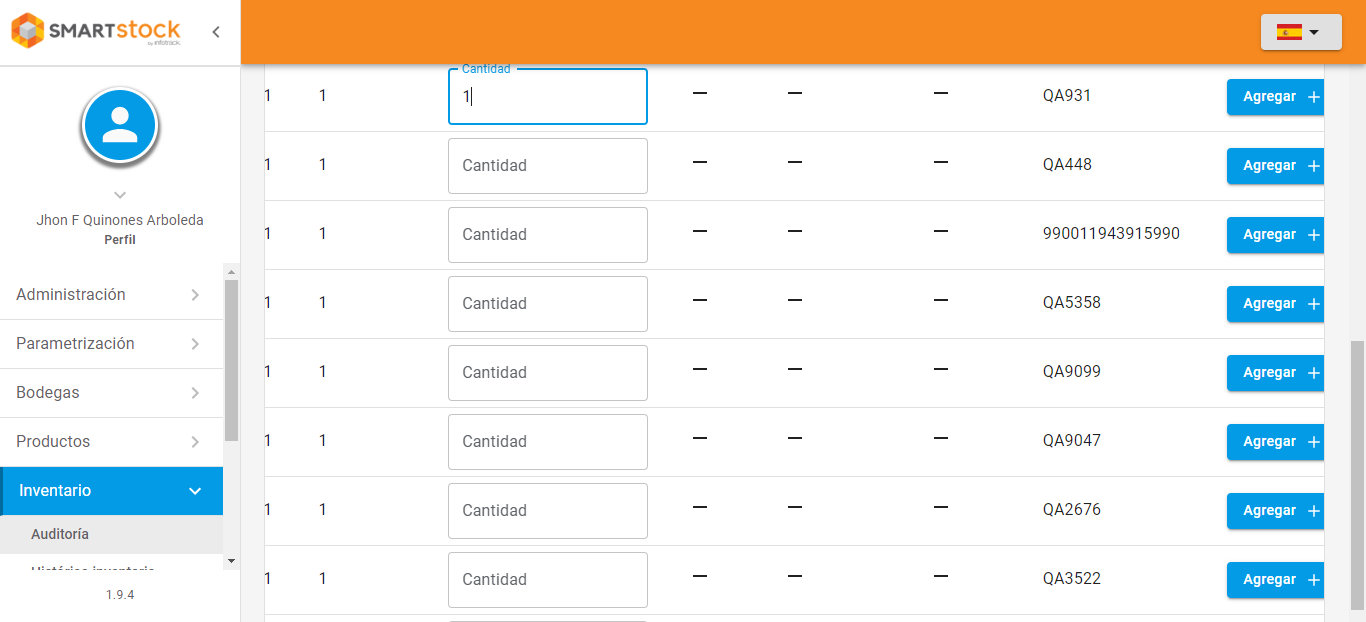 SMARTstock
by infotrack.
Jhon F Quinones Arboleda
Perfil
Administración
Parametrización
Bodegas
Productos
Inventario
Auditoría
Histórico inventario
1.9.4
Cantidad
1 1 1 — — — QA931 Agregar +
1 1 Cantidad — — — QA448 Agregar +
1 1 Cantidad — — — 990011943915990 Agregar +
1 1 Cantidad — — — QA5358 Agregar +
1 1 Cantidad — — — QA9099 Agregar +
1 1 Cantidad — — — QA9047 Agregar +
1 1 Cantidad — — — QA2676 Agregar +
1 1 Cantidad — — — QA3522 Agregar +